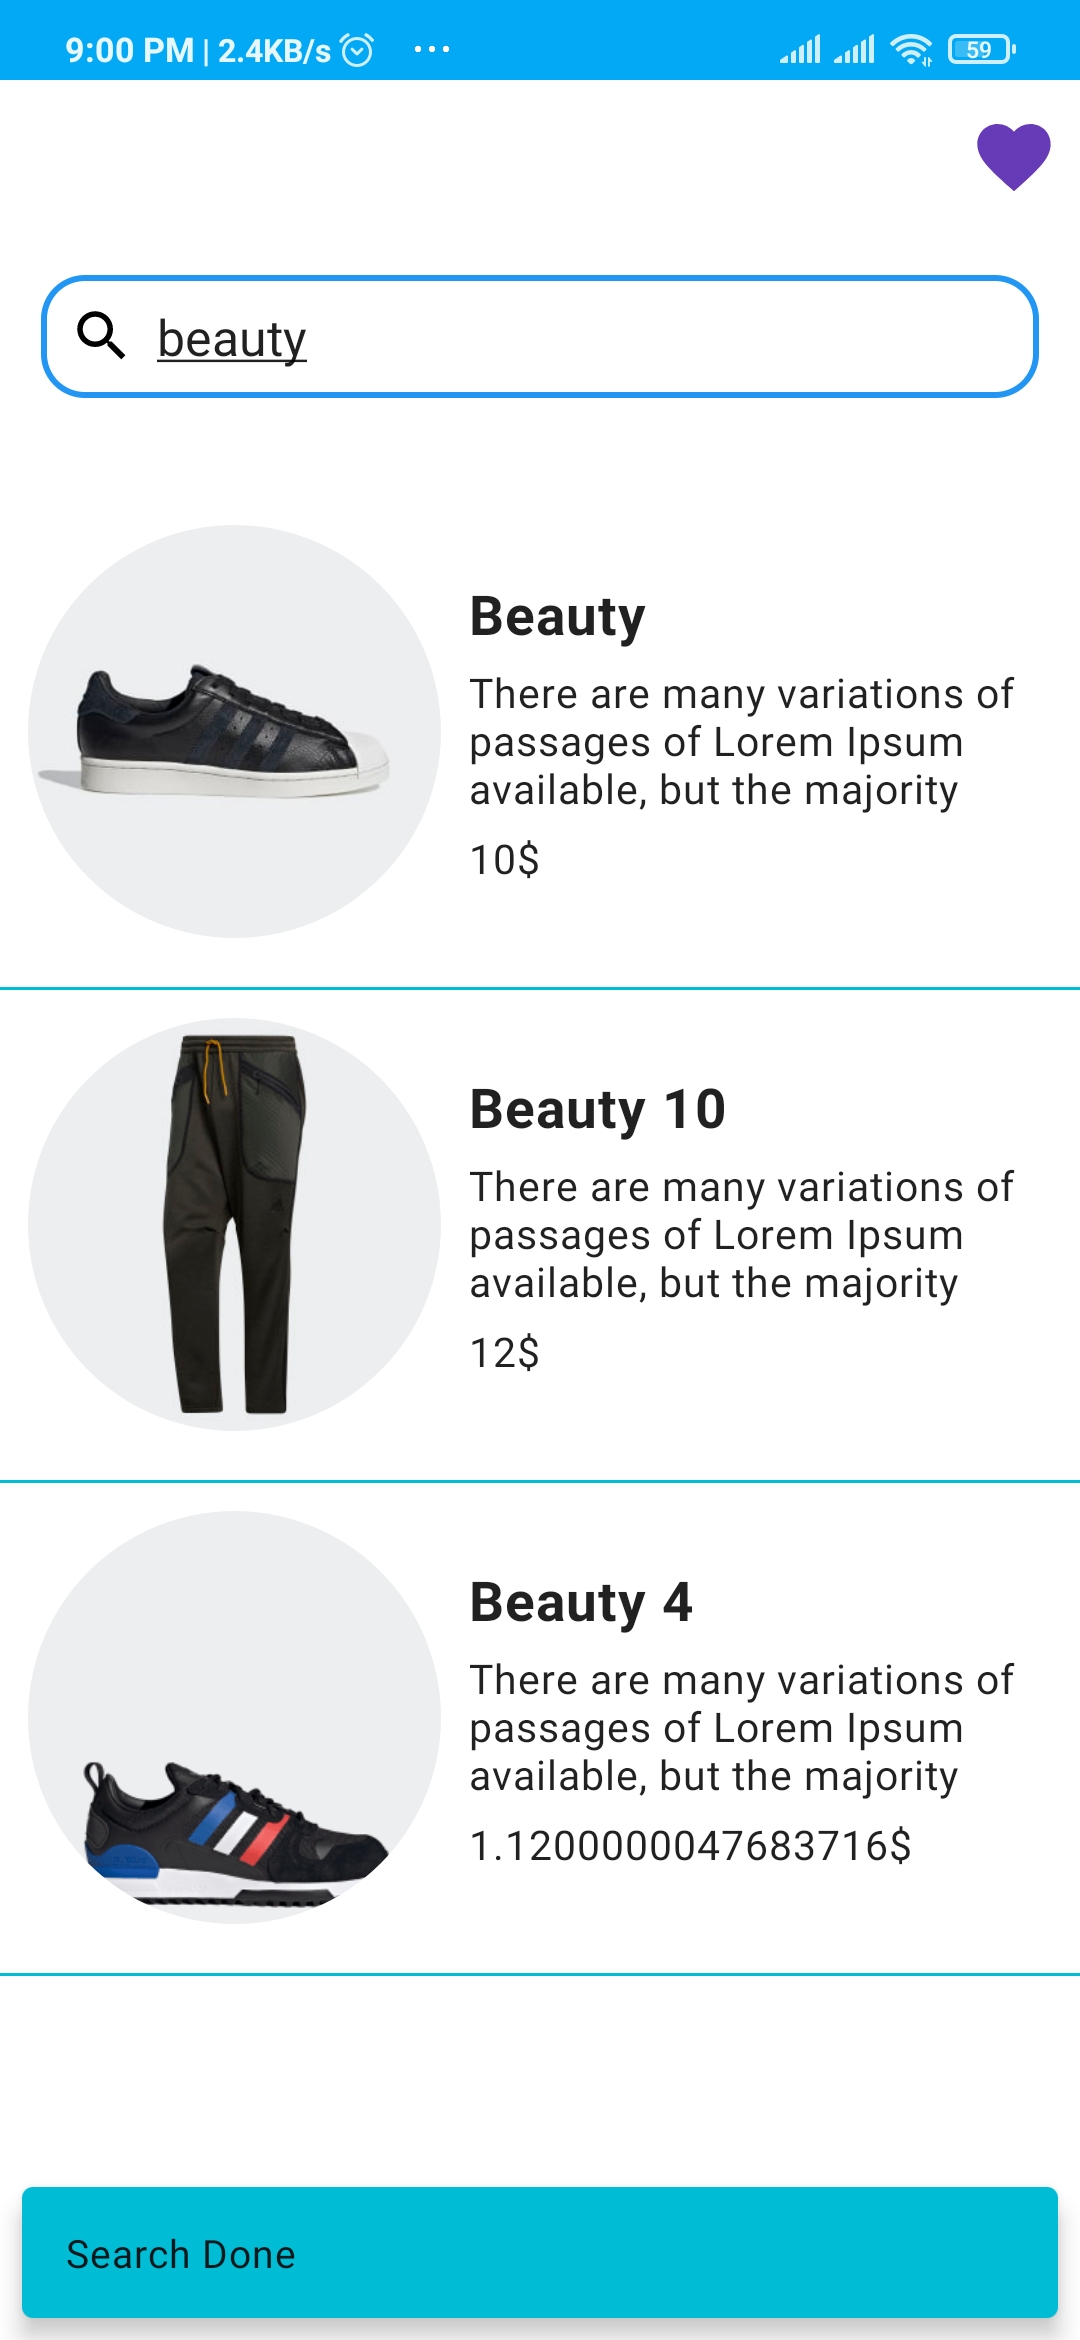 9:00 PM | 2.4KB/s ... 59
beauty
Beauty
There are many variations of
passages of Lorem Ipsum
available, but the majority
10$
Beauty 10
There are many variations of
passages of Lorem Ipsum
available, but the majority
12$
Beauty 4
There are many variations of
passages of Lorem Ipsum
available, but the majority
1.1200000047683716$
Search Done